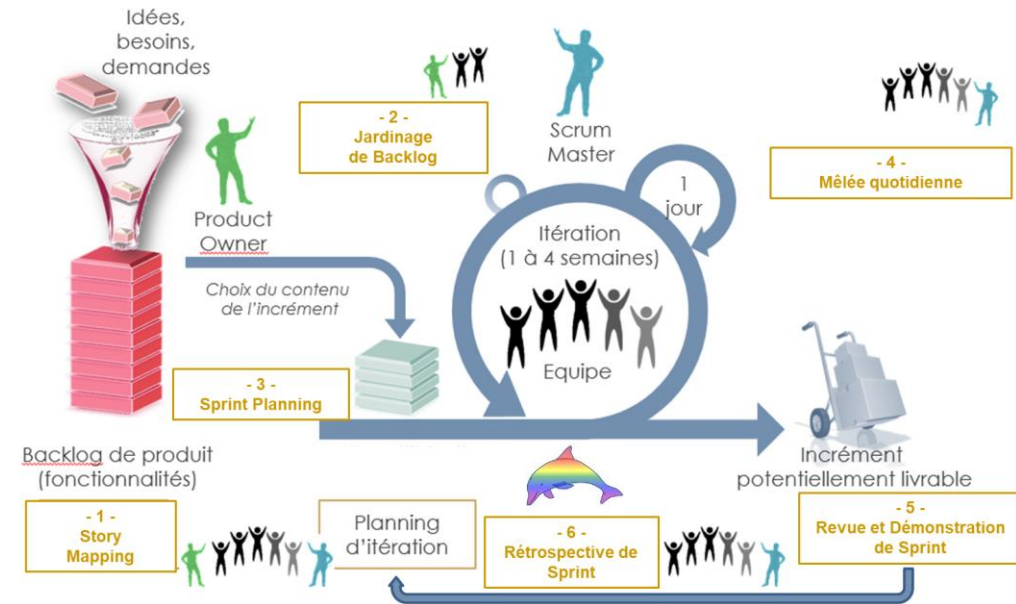 Idées,
besoins,
demandes
- 2 -
Jardinage
de Backlog
Scrum
Master
- 4 -
Mêlée quotidienne
1
jour
Product
Owner
Itération
(1 à 4 semaines)
Choix du contenu
de l'incrément
Equipe
- 3 -
Sprint Planning
Backlog de produit
(fonctionnalités)
Incrément
potentiellement livrable
- 1 -
Story
Mapping
Planning
d'itération
- 6 -
Rétrospective de
Sprint
- 5 -
Revue et Démonstration
de Sprint